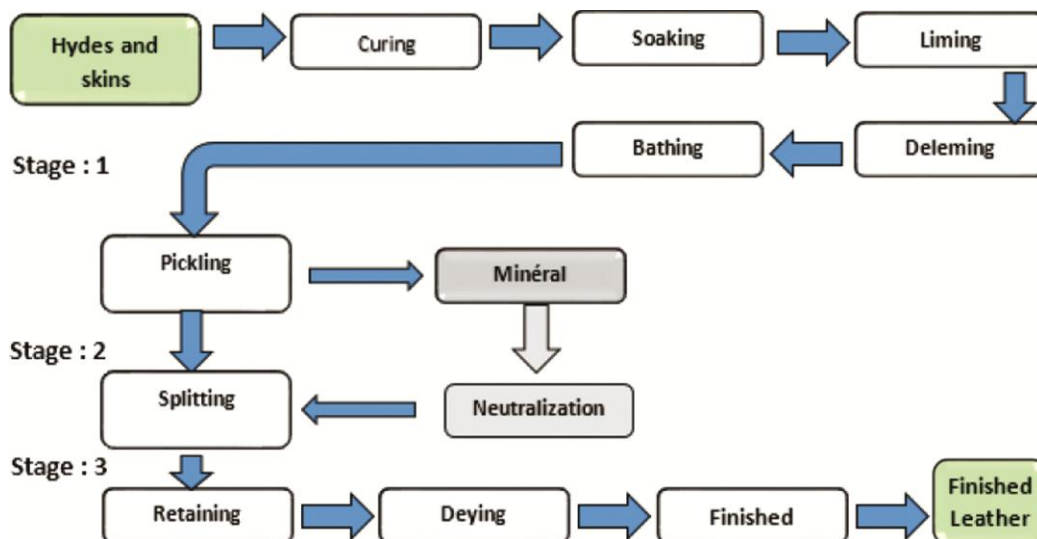 Hydes and
skins
Curing
Soaking
Liming
Deleming
Bathing
Stage : 1
Pickling
Minéral
Stage : 2
Splitting
Neutralization
Stage : 3
Retaining
Deying
Finished
Finished
Leather